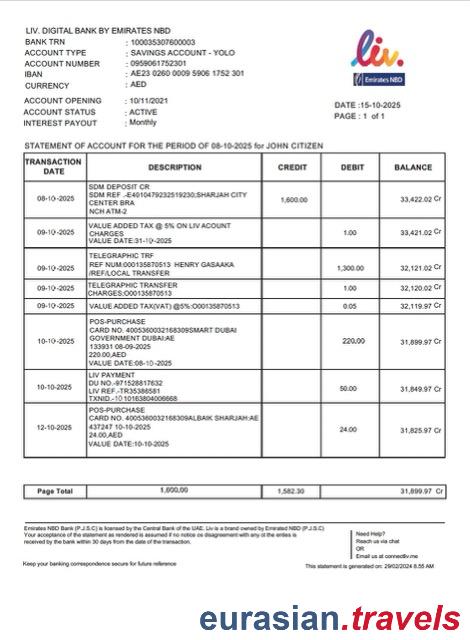 LIV. DIGITAL BANK BY EMIRATES NBD
BANK TRN : 100035307600003
ACCOUNT TYPE : SAVINGS ACCOUNT - YOLO
ACCOUNT NUMBER : 0959061752301
IBAN : AE23 0260 0009 5906 1752 301
CURRENCY : AED
ACCOUNT OPENING : 10/11/2021
ACCOUNT STATUS : ACTIVE
INTEREST PAYOUT : Monthly
liv.
Emirates NBD
DATE :15-10-2025
PAGE : 1 of 1
STATEMENT OF ACCOUNT FOR THE PERIOD OF 08-10-2025 for JOHN CITIZEN
TRANSACTION DATE DESCRIPTION CREDIT DEBIT BALANCE
08-10-2025 SDM DEPOSIT CR
SDM REF .-E4010479232519230;SHARJAH CITY
CENTER BRA
NCH ATM-2
1,600.00 33,422.02 Cr
09-10-2025 VALUE ADDED TAX @ 5% ON LIV ACOUNT
CHARGES
VALUE DATE:31-10-2025
1.00 33,421.02 Cr
09-10-2025 TELEGRAPHIC TRF
REF NUM:000135870513 HENRY GASAAKA
/REF/LOCAL TRANSFER
1,300.00 32,121.02 Cr
09-10-2025 TELEGRAPHIC TRANSFER
CHARGES:O00135870513
1.00 32,120.02 Cr
09-10-2025 VALUE ADDED TAX(VAT) @5%:O00135870513 0.05 32,119.97 Cr
10-10-2025 POS-PURCHASE
CARD NO. 4005360032168309SMART DUBAI
GOVERNMENT DUBAI:AE
133931 08-09-2025
220.00,AED
VALUE DATE:08-10-2025
220.00 31,899.97 Cr
10-10-2025 LIV PAYMENT
DU NO.-971528817632
LIV REF.-TR35386581
TXNID.-10101638040066​68
50.00 31,849.97 Cr
12-10-2025 POS-PURCHASE
CARD NO. 4005360032168309ALBAIK SHARJAH:AE
437247 10-10-2025
24.00,AED
VALUE DATE:10-10-2025
24.00 31,825.97 Cr
Page Total 1,600.00 1,582.30 31,899.97 Cr
Emirates NBD Bank (P.J.S.C) is licensed by the Central Bank of the UAE. Liv is a brand owned by Emirated NBD (P.J.S.C)
Your acceptance of the statement as rendered is assumed if no notice os disagreement with any ot the enties is
received by the bank within 30 days from the date of the transaction.
Keep your banking correspondence secure for future reference
Need Help?
Reach us via chat
OR
Email us at connectliv.me
This statement is generated on: 29/02/2024 8.55 AM
eurasian.travels